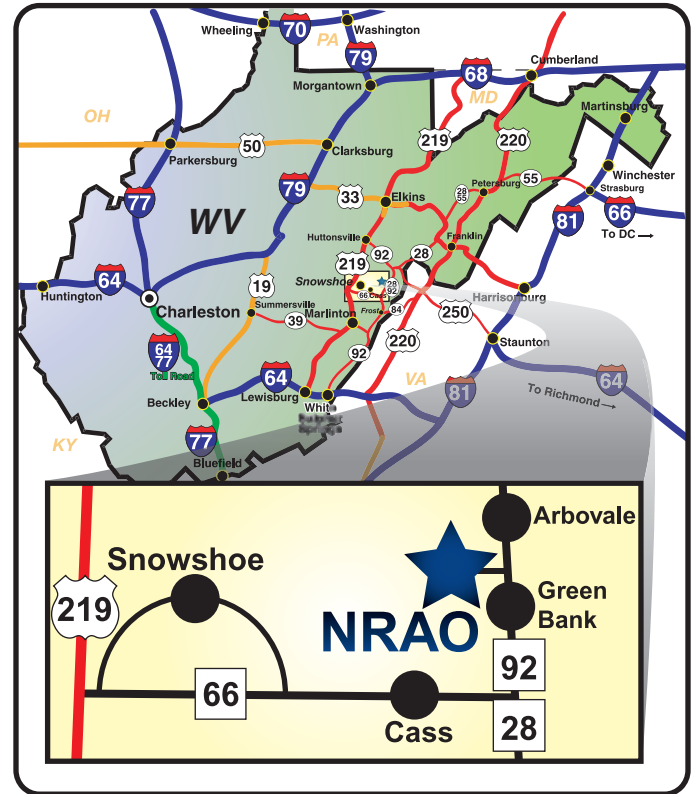 Wheeling
70
PA
Washington
79
Morgantown
68
Cumberland
MD
Martinsburg
OH
50
Parkersburg
Clarksburg
219
220
Winchester
77
79
33
Elkins
28
55
Petersburg
55
Strasburg
81
66
To DC
WV
Huttonsville
92
28
Franklin
64
Huntington
Charleston
19
Summersville
39
219
Snowshoe
66
Cass
28
92
Frost
84
Marlinton
250
Harrisonburg
Staunton
64
77
Toll Road
92
220
VA
64
Lewisburg
Whit
81
64
To Richmond
Beckley
KY
77
Bluefield
219
Snowshoe
66
Cass
NRAO
Arbovale
Green
Bank
92
28